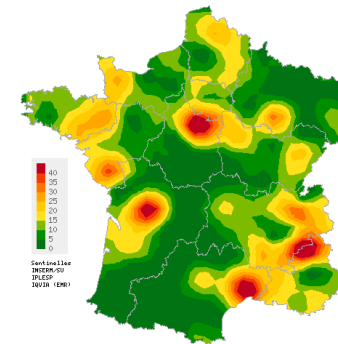 40
35
30
25
20
15
10
5
0
Sentinelles
INSERM/SU
IPLESP
IQVIA (EMR)